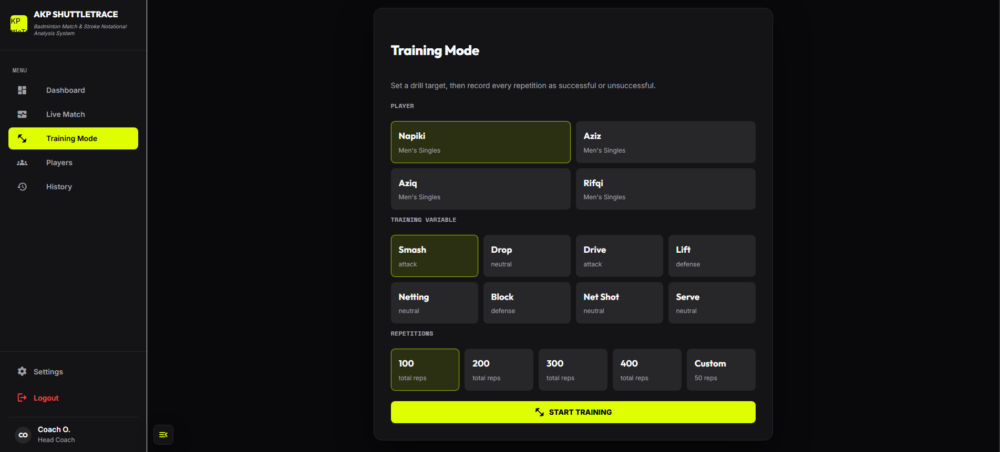 KP
AKP SHUTTLETRACE
Badminton Match & Stroke Notational
Analysis System
MENU
Dashboard
Live Match
Training Mode
Players
History
Settings
Logout
CO
Coach O.
Head Coach
Training Mode
Set a drill target, then record every repetition as successful or unsuccessful.
PLAYER
Napiki
Men's Singles
Aziz
Men's Singles
Aziq
Men's Singles
Rifqi
Men's Singles
TRAINING VARIABLE
Smash
attack
Drop
neutral
Drive
attack
Lift
defense
Netting
neutral
Block
defense
Net Shot
neutral
Serve
neutral
REPETITIONS
100
total reps
200
total reps
300
total reps
400
total reps
Custom
50 reps
START TRAINING